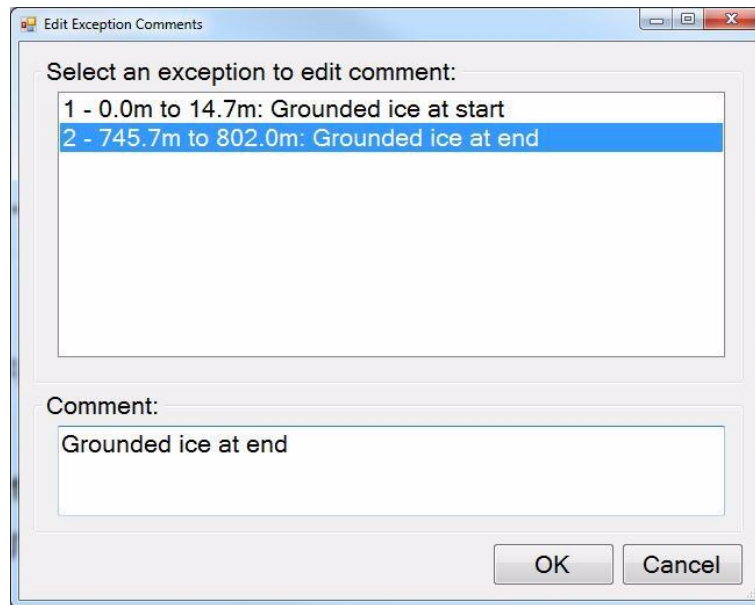 Edit Exception Comments
Select an exception to edit comment:
1 - 0.0m to 14.7m: Grounded ice at start
2 - 745.7m to 802.0m: Grounded ice at end
Comment:
Grounded ice at end
OK
Cancel